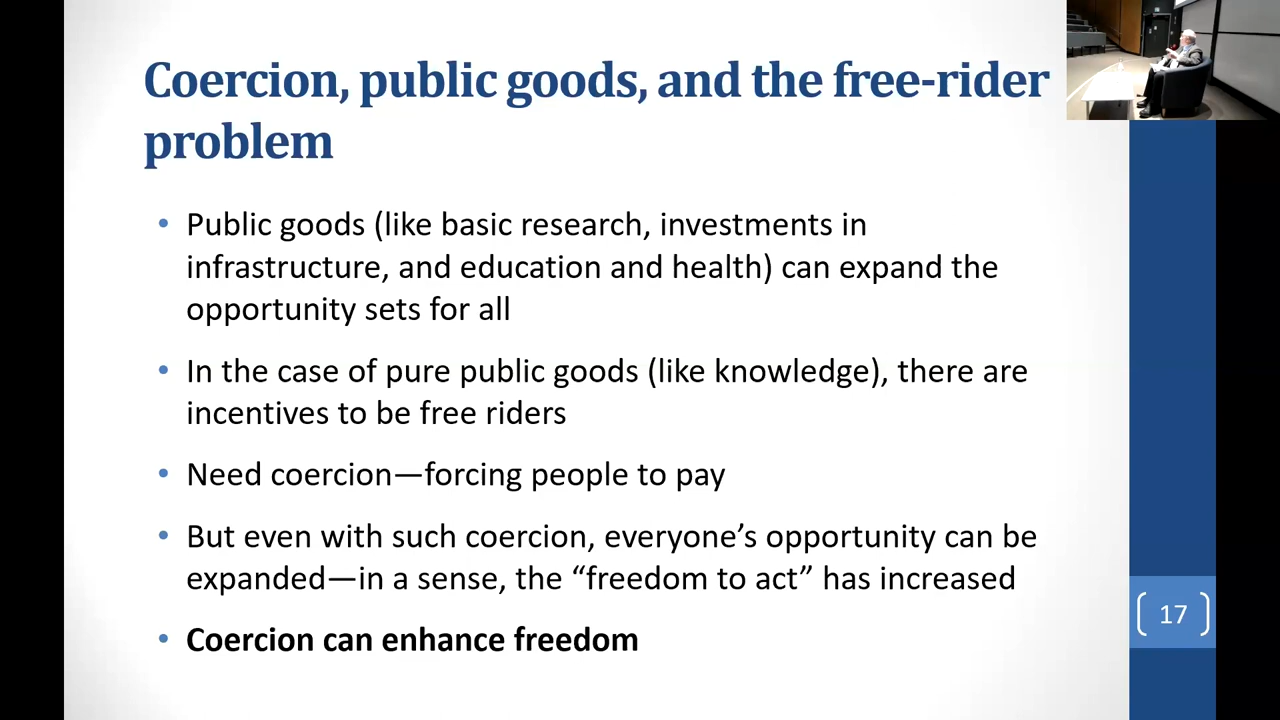 Coercion, public goods, and the free-rider
problem
• Public goods (like basic research, investments in
infrastructure, and education and health) can expand the
opportunity sets for all
• In the case of pure public goods (like knowledge), there are
incentives to be free riders
• Need coercion—forcing people to pay
• But even with such coercion, everyone’s opportunity can be
expanded—in a sense, the “freedom to act” has increased
• Coercion can enhance freedom
17